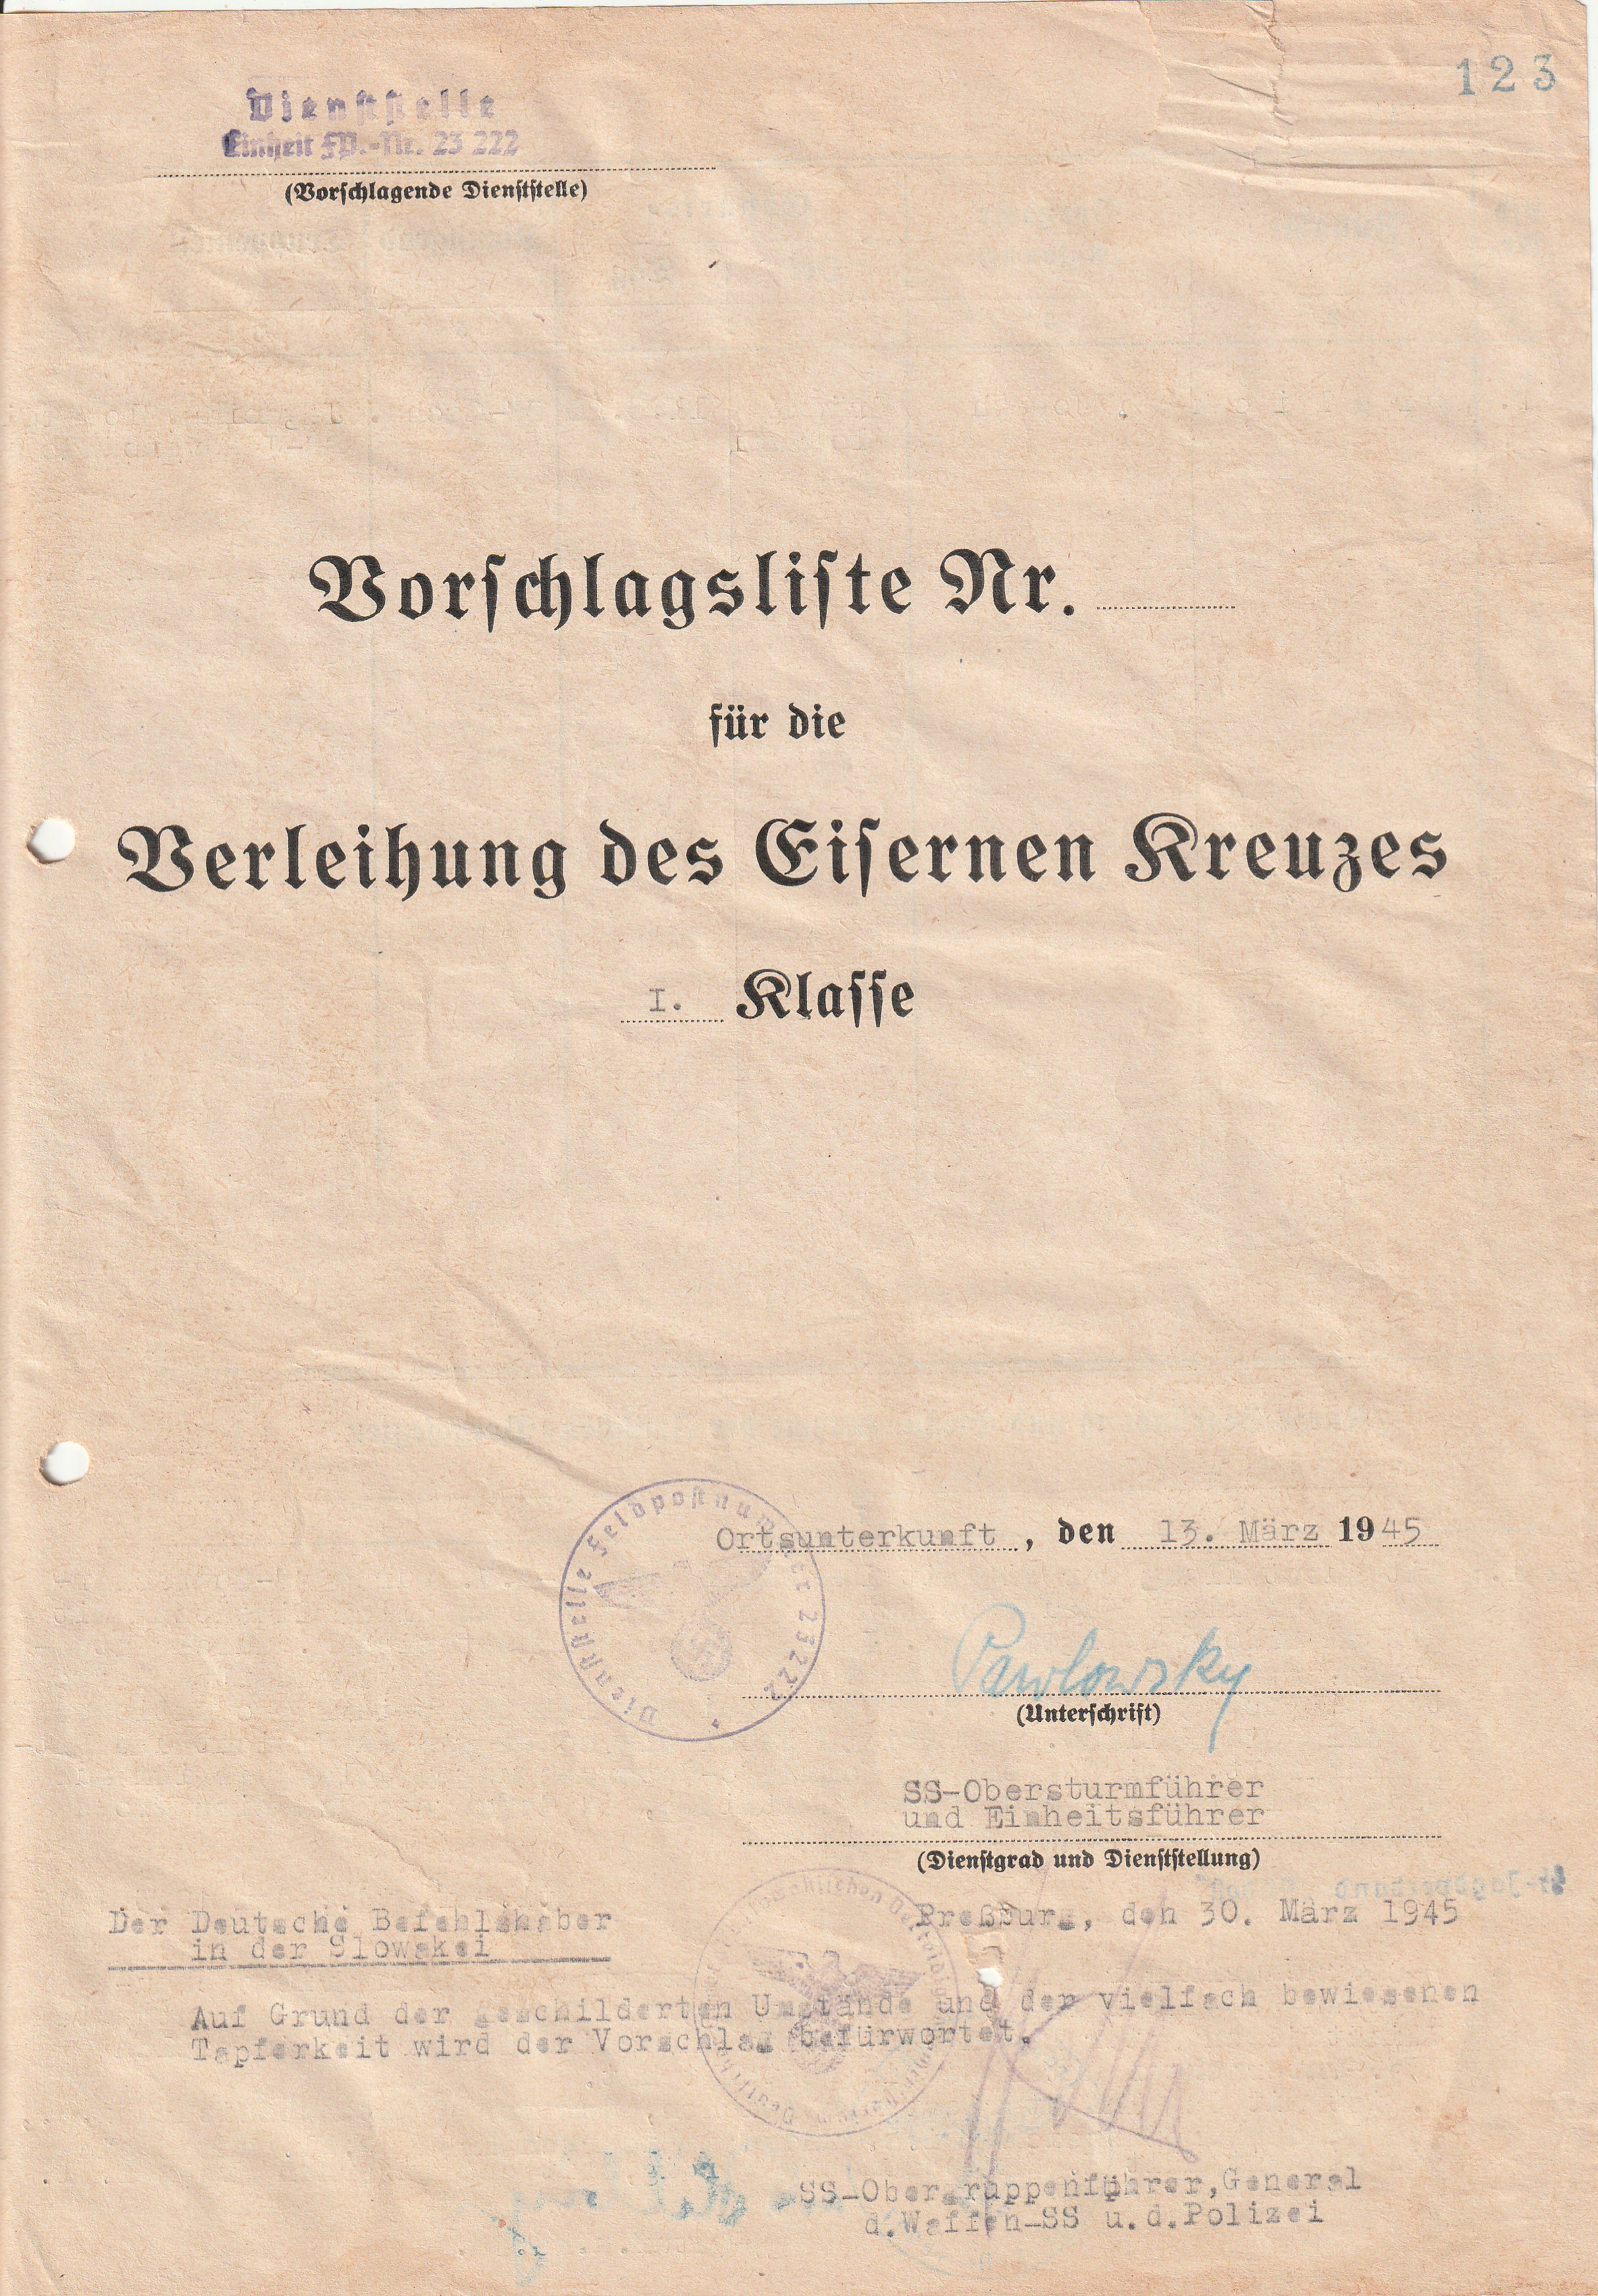 123
Dienststelle
Einheit FP.-Nr. 23 222
(Vorschlagende Dienststelle)
Vorschlagsliste Nr.
für die
Verleihung des Eisernen Kreuzes
I. Klasse
Dienststelle Feldpostnummer 23222
Ortsunterkunft, den 13. März 1945
Pawlowsky
(Unterschrift)
SS-Obersturmführer
und Einheitsführer
(Dienstgrad und Dienststellung)
Der Deutsche Befehlshaber
in der Slowakei
Preßburg, den 30. März 1945
Auf Grund der geschilderten Umstände und der vielfach bewiesenen
Tapferkeit wird der Vorschlag befürwortet.
SS-Obergruppenführer, General
d.Waffen-SS u.d.Polizei